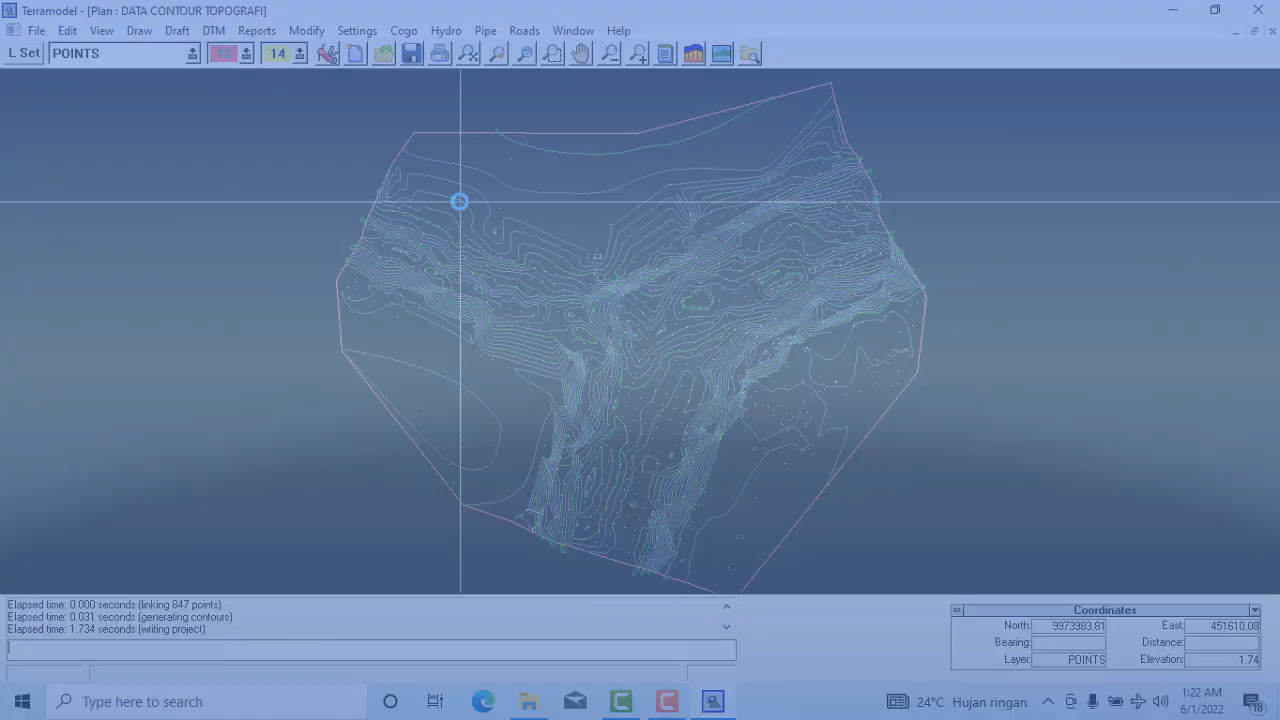 Terramodel - [Plan : DATA CONTOUR TOPOGRAFI]
File Edit View Draw Draft DTM Reports Modify Settings Cogo Hydro Pipe Roads Window Help
L Set POINTS 12 14
Elapsed time: 0.000 seconds (linking 847 points)
Elapsed time: 0.031 seconds (generating contours)
Elapsed time: 1.734 seconds (writing project)
Coordinates
North: 9973983.81 East: 451610.08
Bearing: Distance:
Layer: POINTS Elevation: 1.74
Type here to search
24°C Hujan ringan
1:22 AM
6/1/2022
18